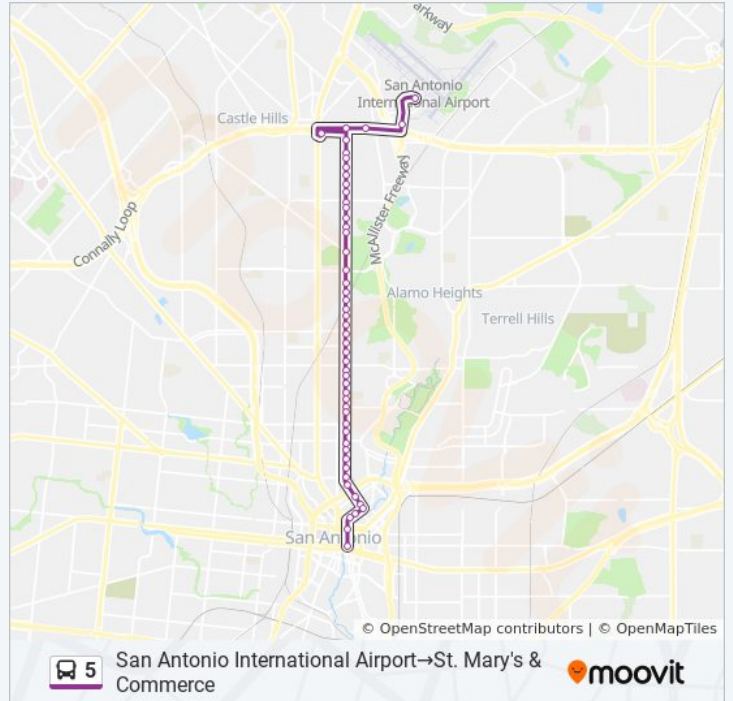 arkway
San Antonio
International Airport
Castle Hills
McAllister Freeway
Connally Loop
Alamo Heights
Terrell Hills
San Antonio
© OpenStreetMap contributors | © OpenMapTiles
5
San Antonio International Airport→St. Mary's &
Commerce
moovit